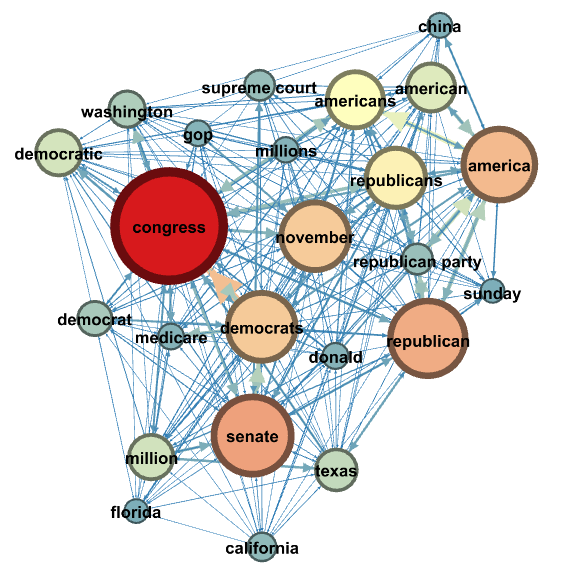 china
supreme court
american
americans
washington
gop
millions
democratic
america
republicans
congress
november
republican party
sunday
democrat
democrats
medicare
republican
donald
senate
million
texas
florida
california